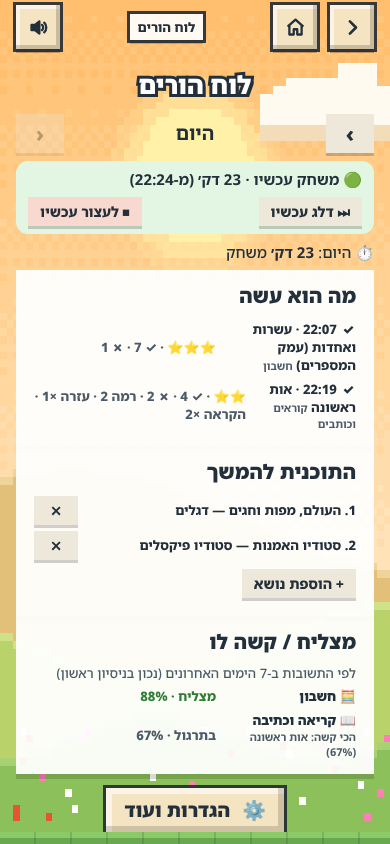 לוח הורים
לוח הורים
היום
🟢 משחק עכשיו · 23 דק׳ (מ-22:24)
⏭ דלג עכשיו
⏹ לעצור עכשיו
⏱️ היום: 23 דק׳ משחק
מה הוא עשה
✓ 22:07 · עשרות
ואחדות (עמק
המספרים) חשבון
⭐⭐⭐ · ✓ 7 · ✗ 1
✓ 22:19 · אות
ראשונה קוראים
וכותבים
⭐⭐ · ✓ 4 · ✗ 2 · רמה 2 · עזרה ×1 ·
הקראה ×2
התוכנית להמשך
1. העולם, מפות וחגים — דגלים
✕
2. סטודיו האמנות — סטודיו פיקסלים
✕
+ הוספת נושא
מצליח / קשה לו
לפי התשובות ב-7 הימים האחרונים (נכון בניסיון ראשון)
🧮 חשבון
מצליח · 88%
📖 קריאה וכתיבה
הכי קשה: אות ראשונה
(67%)
בתרגול · 67%
⚙️ הגדרות ועוד